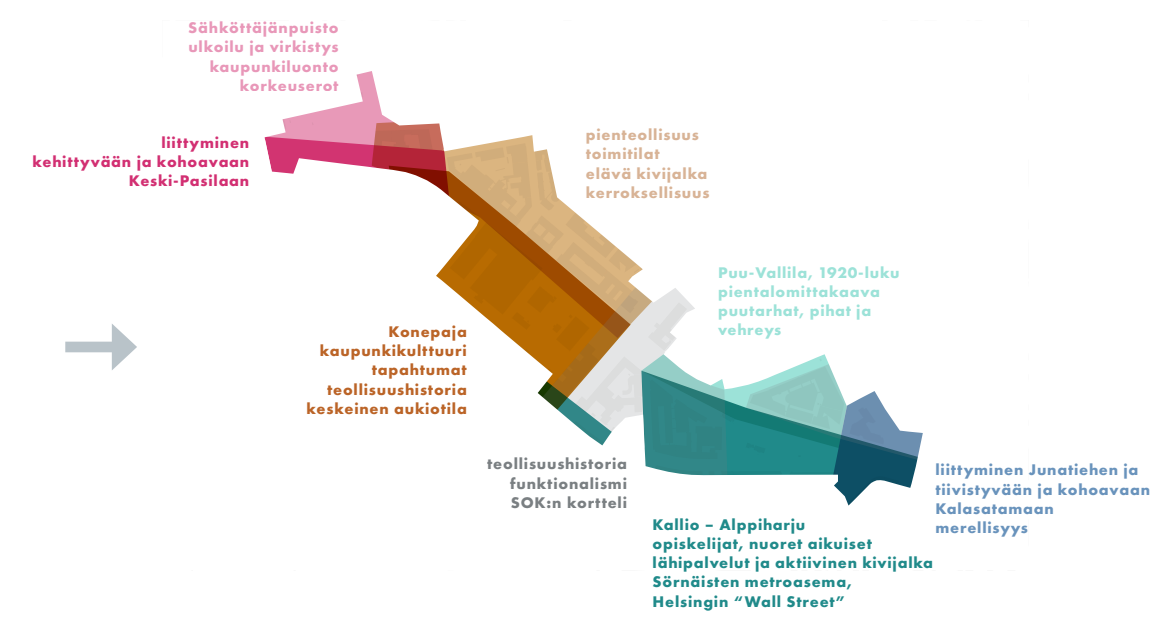 Sähköttäjänpuisto
ulkoilu ja virkistys
kaupunkiluonto
korkeuserot
liittyminen
kehittyvään ja kohoavaan
Keski-Pasilaan
pienteollisuus
toimitilat
elävä kivijalka
kerroksellisuus
Puu-Vallila, 1920-luku
pientalomittakaava
puutarhat, pihat ja
vehreys
Konepaja
kaupunkikulttuuri
tapahtumat
teollisuushistoria
keskeinen aukiotila
teollisuushistoria
funktionalismi
SOK:n kortteli
liittyminen Junatiehen ja
tiivistyvään ja kohoavaan
Kalasatamaan
merellisyys
Kallio – Alppiharju
opiskelijat, nuoret aikuiset
lähipalvelut ja aktiivinen kivijalka
Sörnäisten metroasema,
Helsingin “Wall Street”